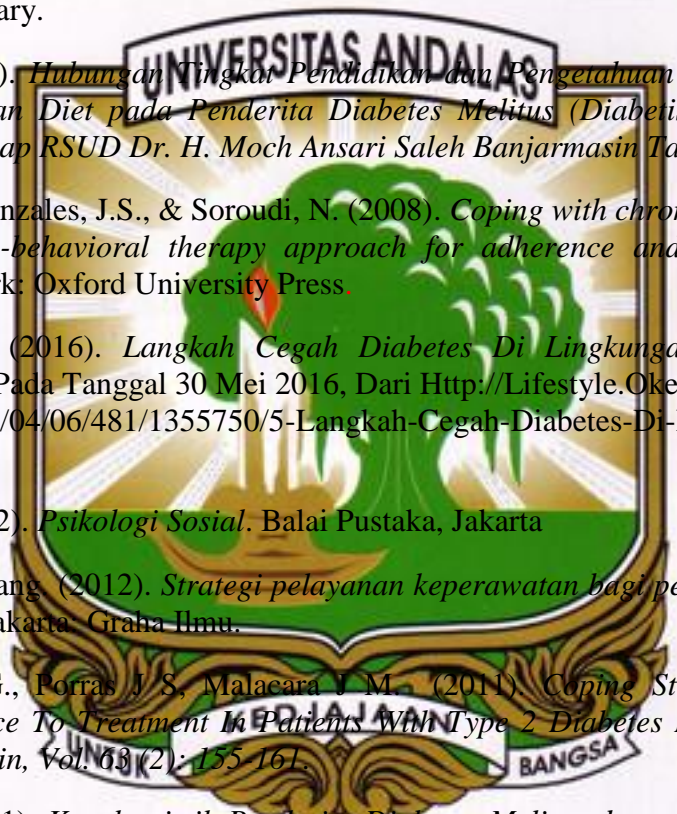 ary.
UNIVERSITAS ANDALAS
). Hubungan Tingkat Pendidikan dan Pengetahuan
an Diet pada Penderita Diabetes Melitus (Diabeti
ap RSUD Dr. H. Moch Ansari Saleh Banjarmasin Ta
nzales, J.S., & Soroudi, N. (2008). Coping with chron
-behavioral therapy approach for adherence and
rk: Oxford University Press.
(2016). Langkah Cegah Diabetes Di Lingkunga
Pada Tanggal 30 Mei 2016, Dari Http://Lifestyle.Oke
/04/06/481/1355750/5-Langkah-Cegah-Diabetes-Di-
2). Psikologi Sosial. Balai Pustaka, Jakarta
ang. (2012). Strategi pelayanan keperawatan bagi pe
akarta: Graha Ilmu.
G., Porras J S, Malacara J M. (2011). Coping St
ce To Treatment In Patients With Type 2 Diabetes
in, Vol. 63 (2): 155-161.
UNTUK KEDJAJAAN BANGSA
1). Diabetes